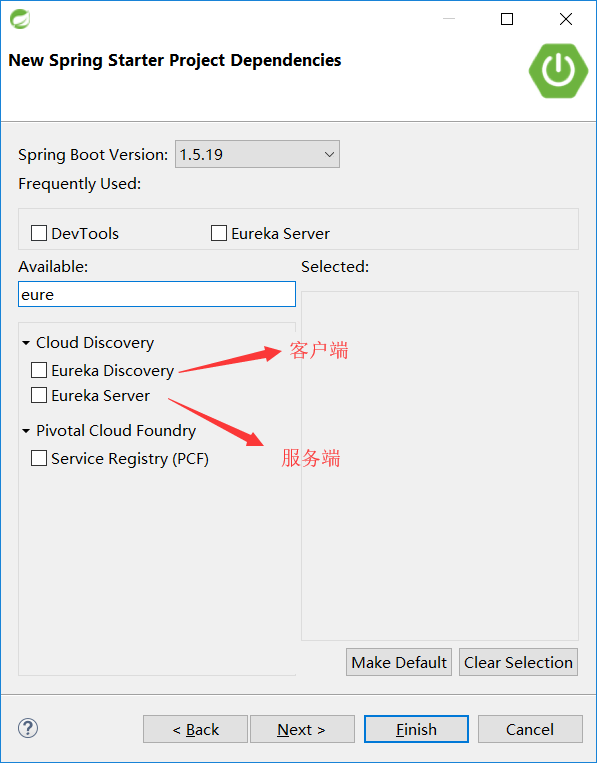 New Spring Starter Project Dependencies
Spring Boot Version: 1.5.19
Frequently Used:
DevTools Eureka Server
Available: Selected:
eure
Cloud Discovery
Eureka Discovery 客户端
Eureka Server
Pivotal Cloud Foundry
Service Registry (PCF) 服务端
Make Default Clear Selection
? < Back Next > Finish Cancel